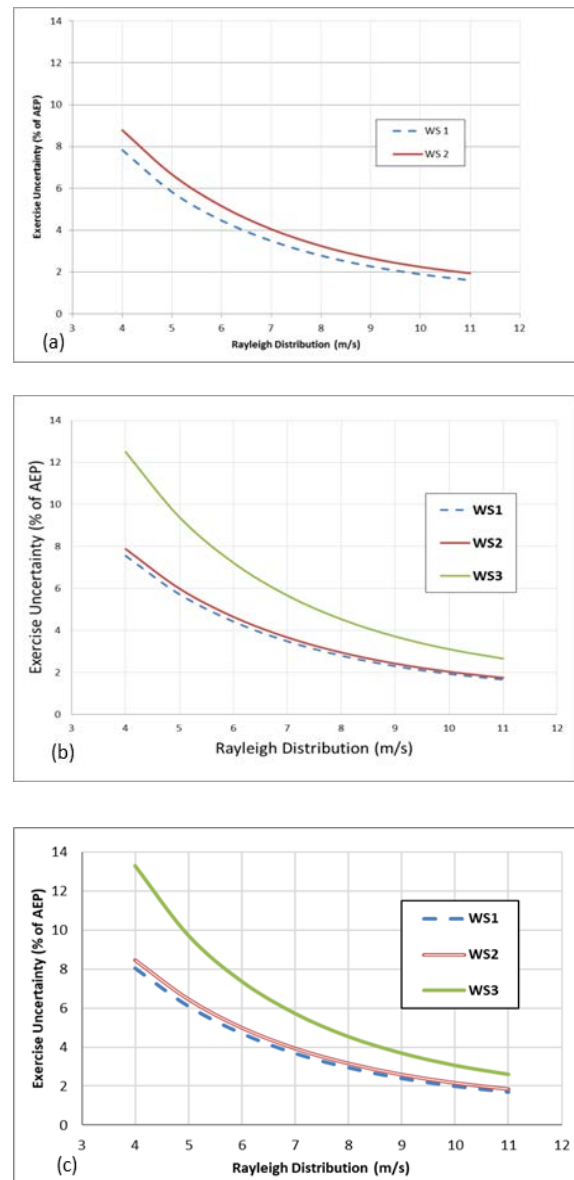 14
12
10
8
6
4
2
0
Exercise Uncertainty (% of AEP)
WS 1
WS 2
3 4 5 6 7 8 9 10 11 12
(a)
Rayleigh Distribution (m/s)
14
12
10
8
6
4
2
0
Exercise Uncertainty (% of AEP)
WS1
WS2
WS3
3 4 5 6 7 8 9 10 11 12
(b)
Rayleigh Distribution (m/s)
14
12
10
8
6
4
2
0
Exercise Uncertainty (% of AEP)
WS1
WS2
WS3
3 4 5 6 7 8 9 10 11 12
(c)
Rayleigh Distribution (m/s)